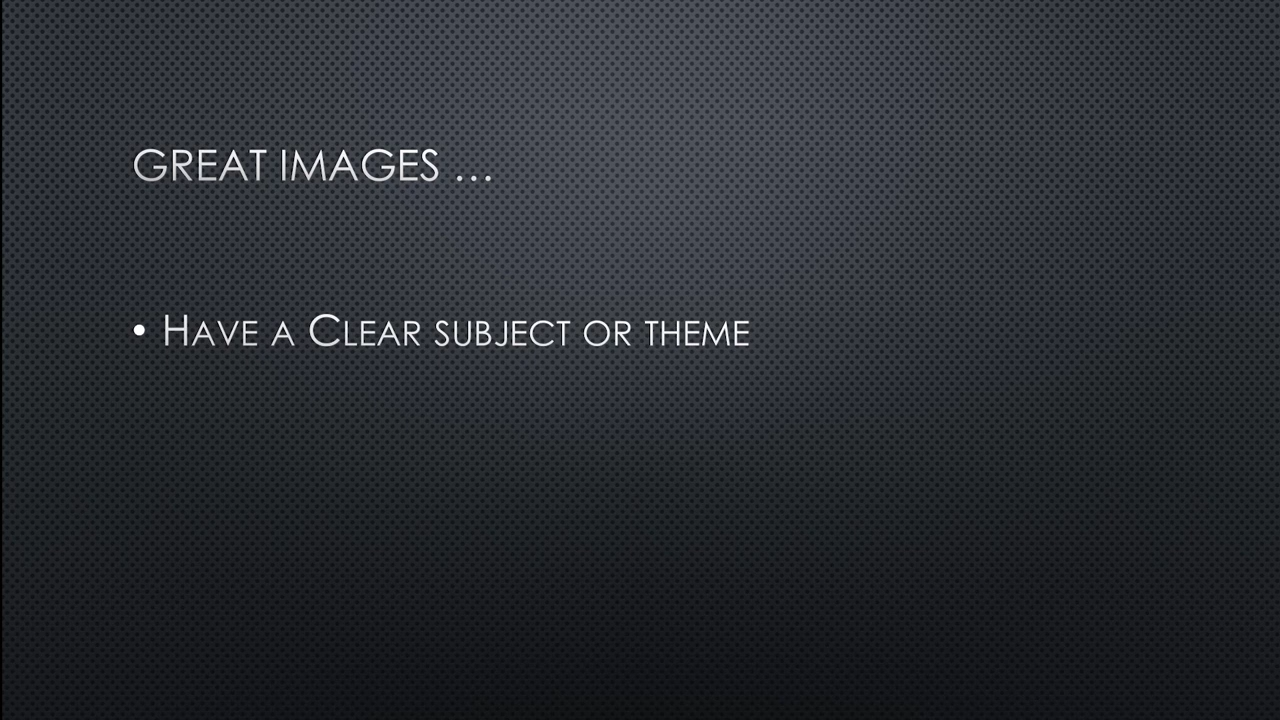 GREAT IMAGES …
• HAVE A CLEAR SUBJECT OR THEME